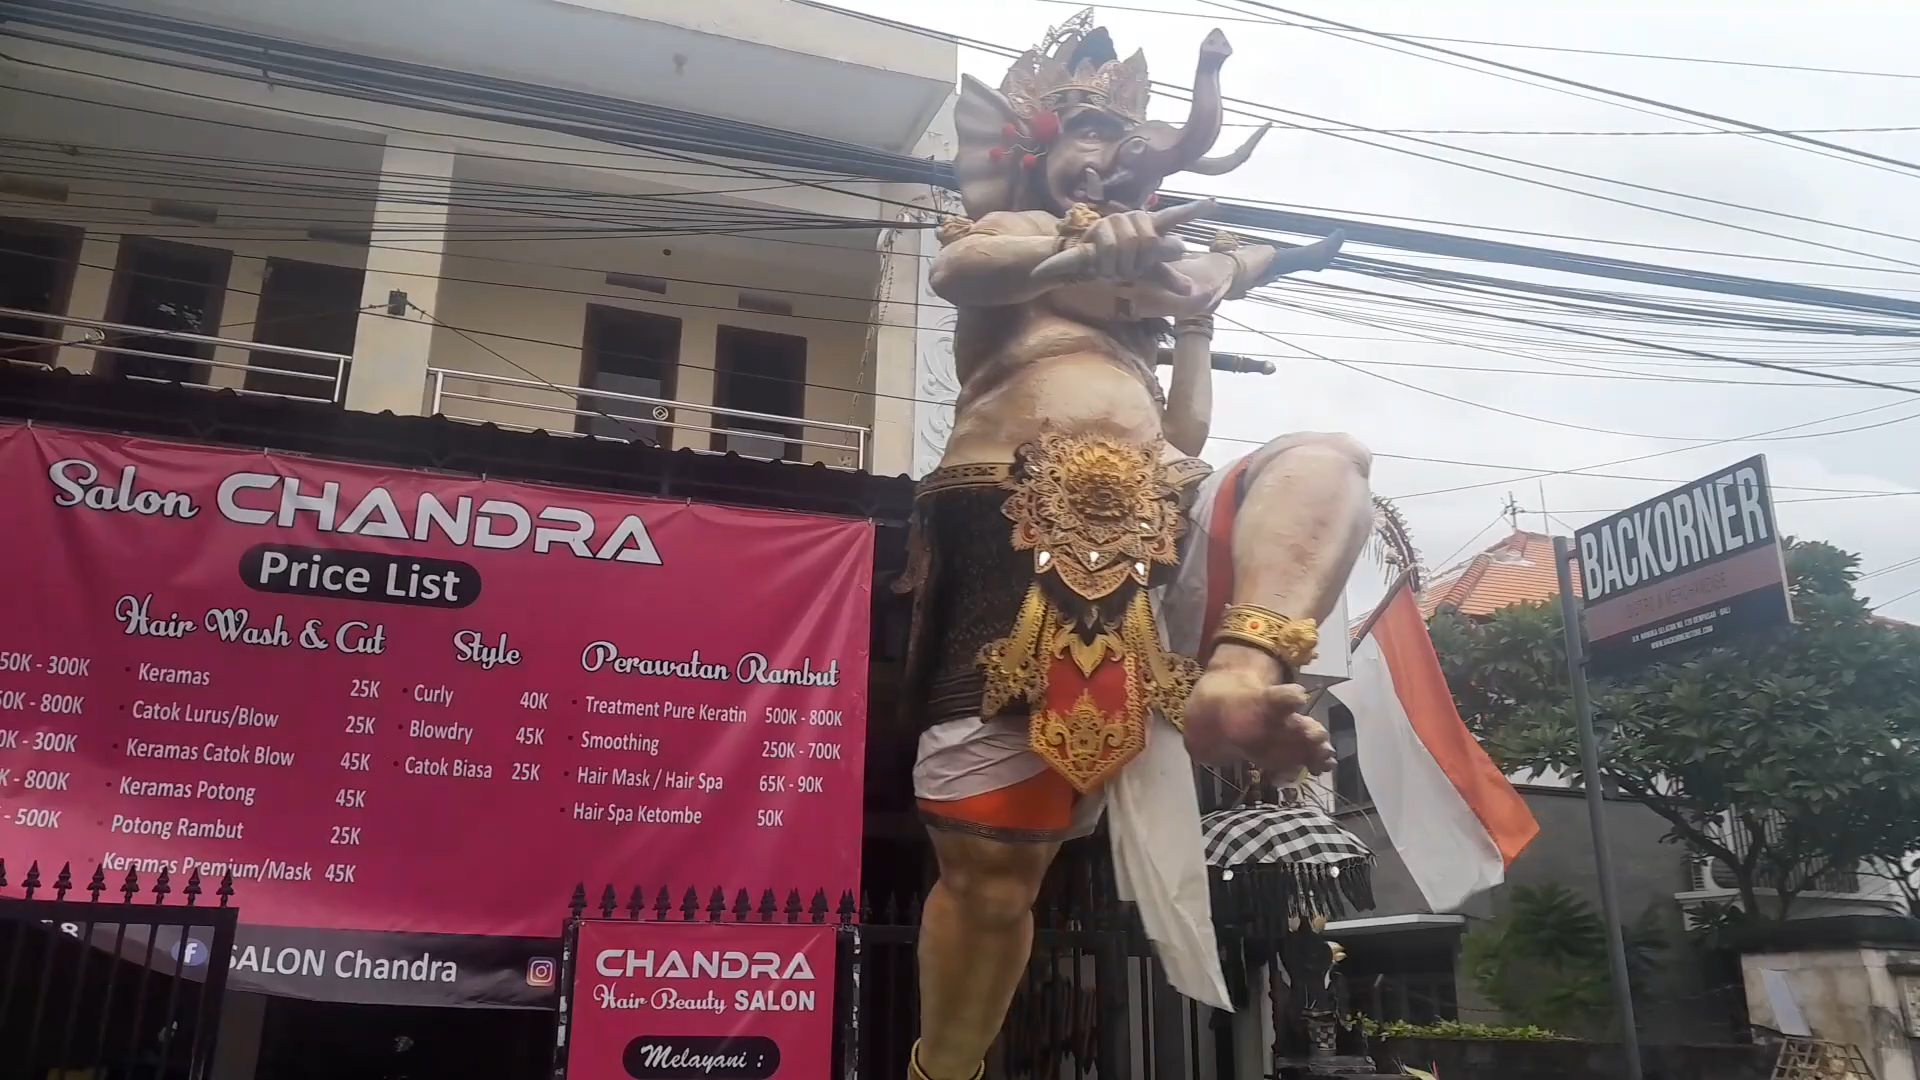 Salon CHANDRA
Price List
Hair Wash & Cut
Style
Perawatan Rambut
50K - 300K
- 800K
- 300K
- 800K
- 500K
• Keramas 25K
• Catok Lurus/Blow 25K
• Keramas Catok Blow 45K
• Keramas Potong 45K
• Potong Rambut 25K
• Keramas Premium/Mask 45K
• Curly 40K
• Blowdry 45K
• Catok Biasa 25K
• Treatment Pure Keratin 500K - 800K
• Smoothing 250K - 700K
• Hair Mask / Hair Spa 65K - 90K
• Hair Spa Ketombe 50K
SALON Chandra
CHANDRA
Hair Beauty SALON
Melayani :
BACKORNER
DISTRO & MERCHANDISE